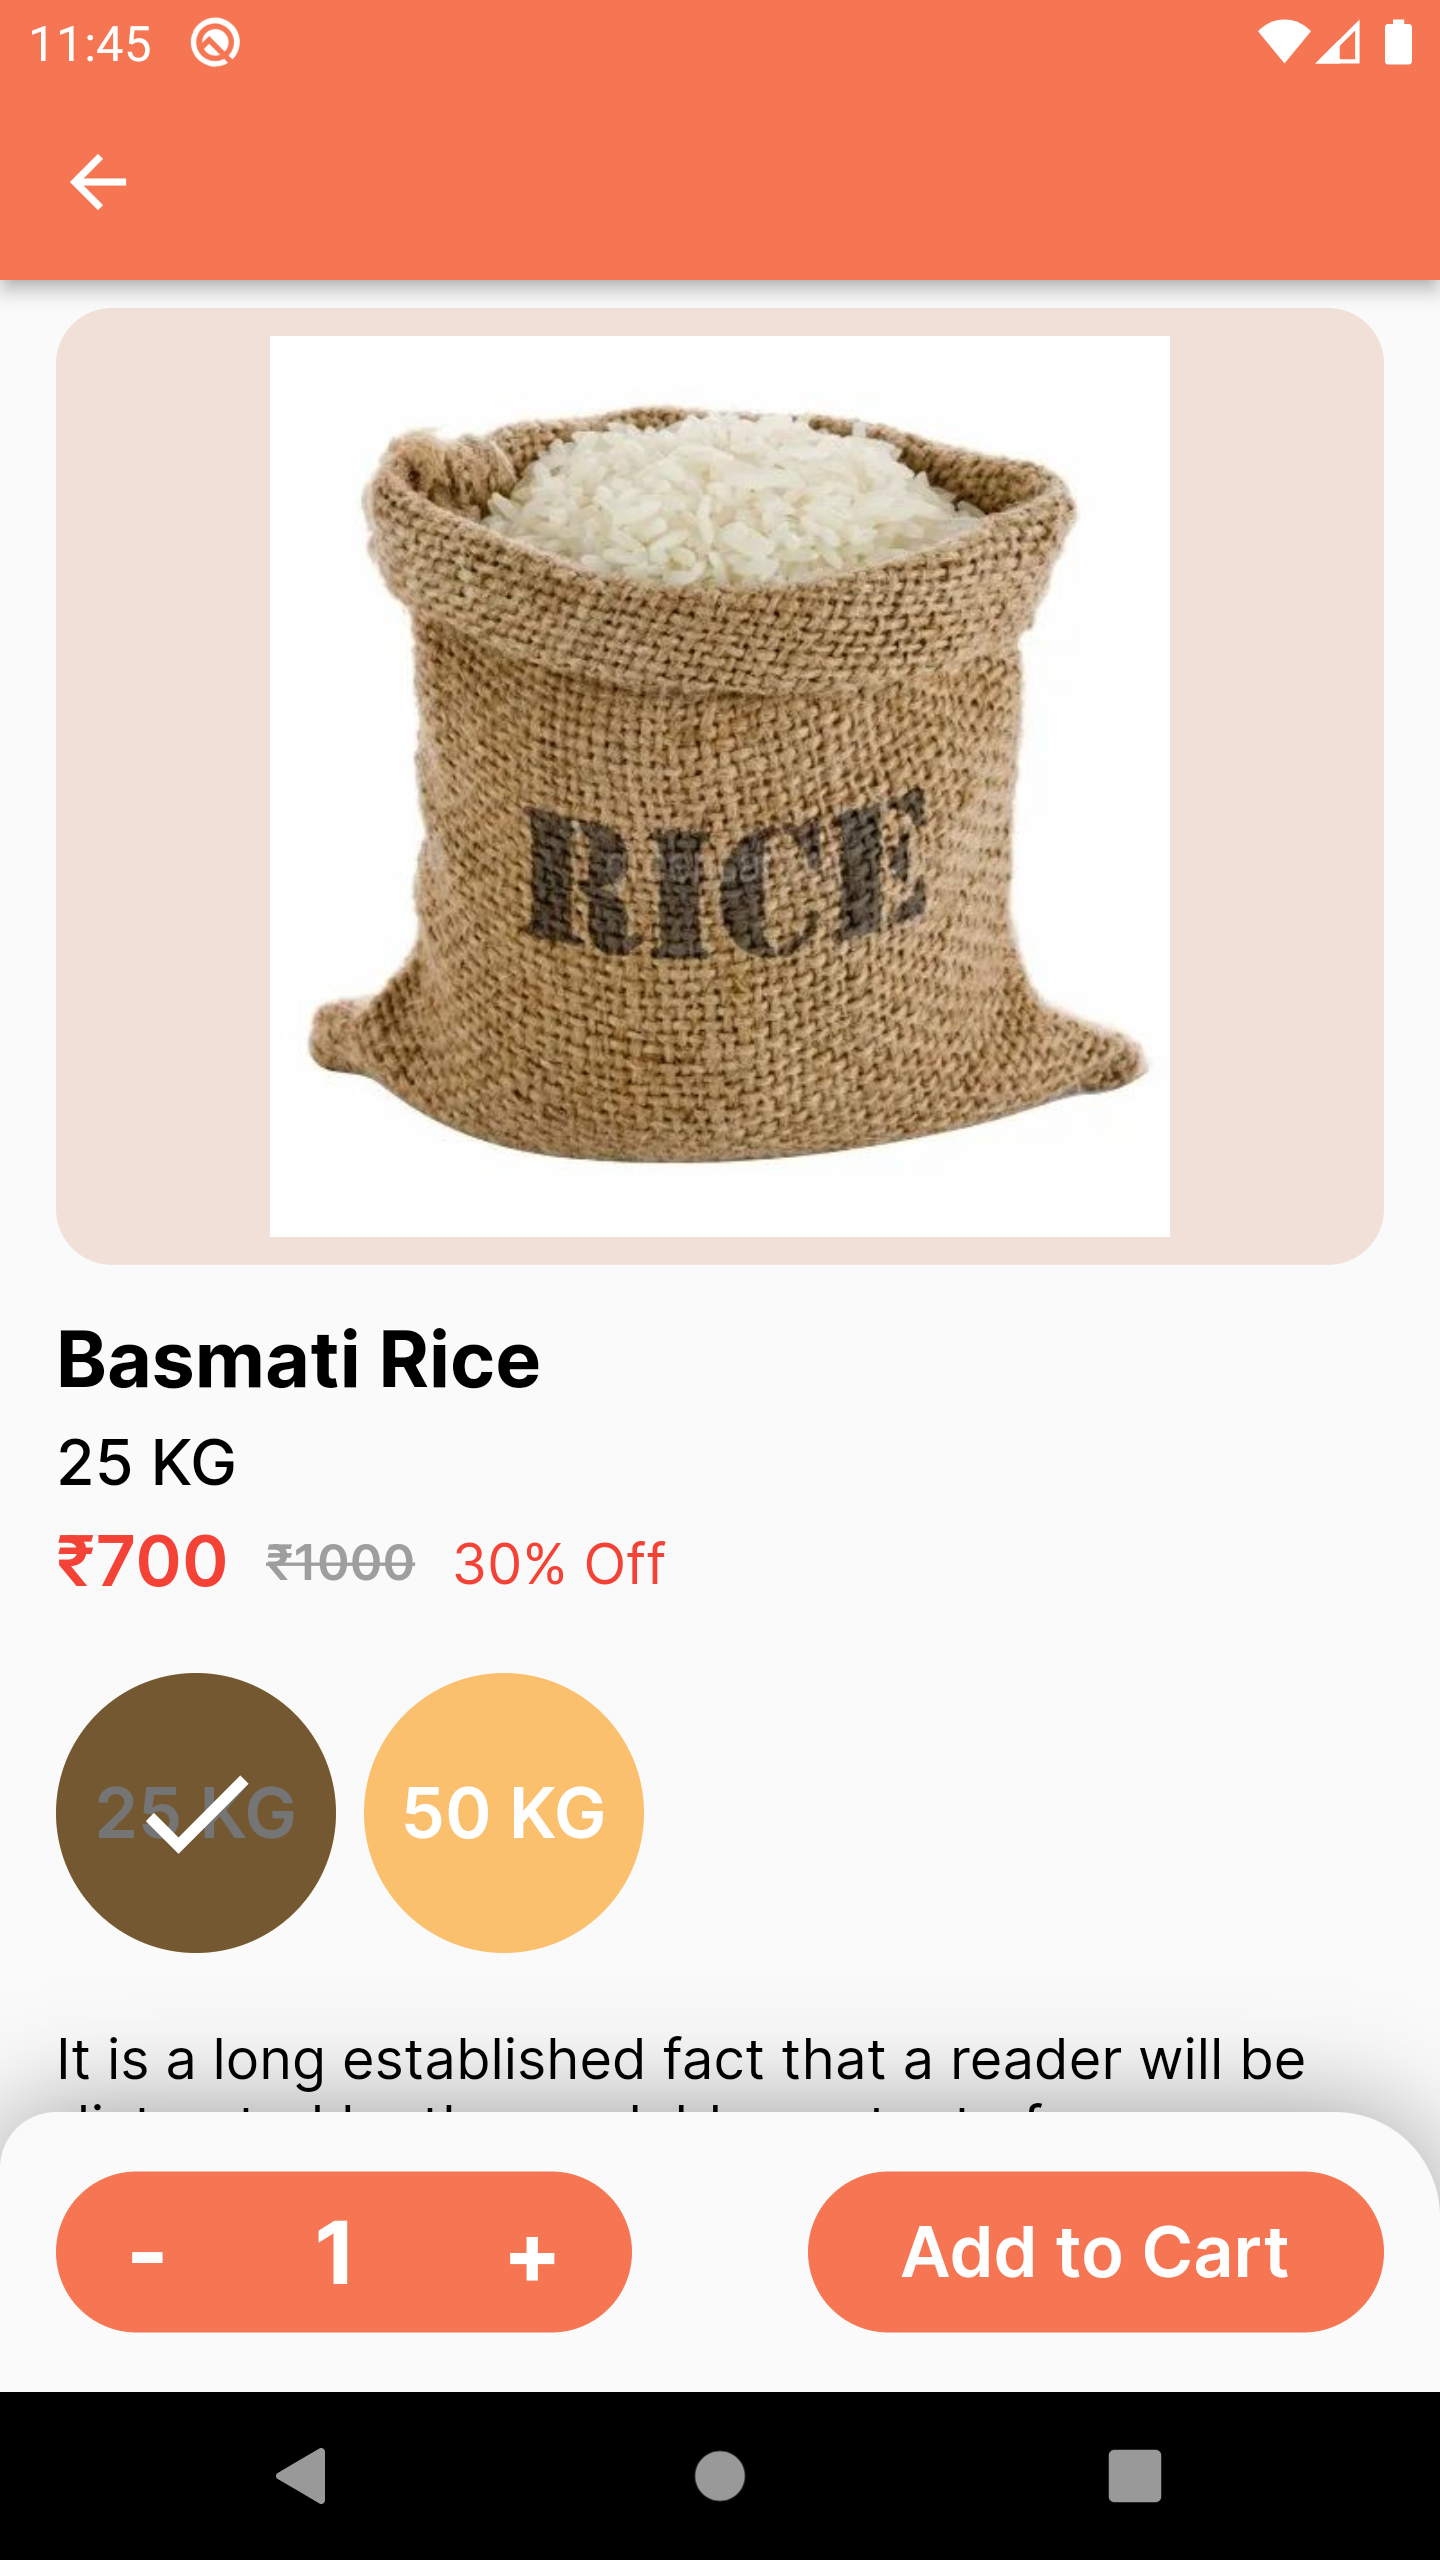 11:45
RICE
Basmati Rice
25 KG
₹700 ₹1000 30% Off
25 KG 50 KG
It is a long established fact that a reader will be
- 1 +
Add to Cart